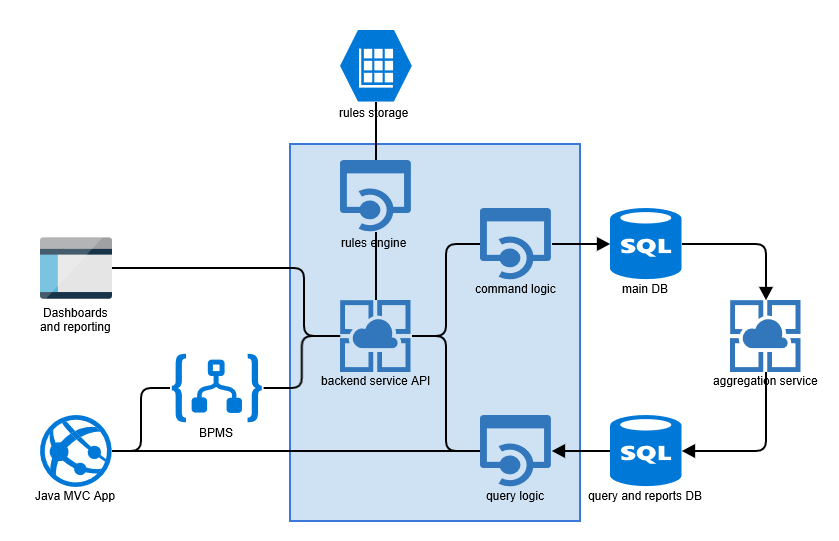 rules storage
rules engine
command logic
SQL
main DB
Dashboards
and reporting
backend service API
aggregation service
BPMS
SQL
Java MVC App
query logic
query and reports DB